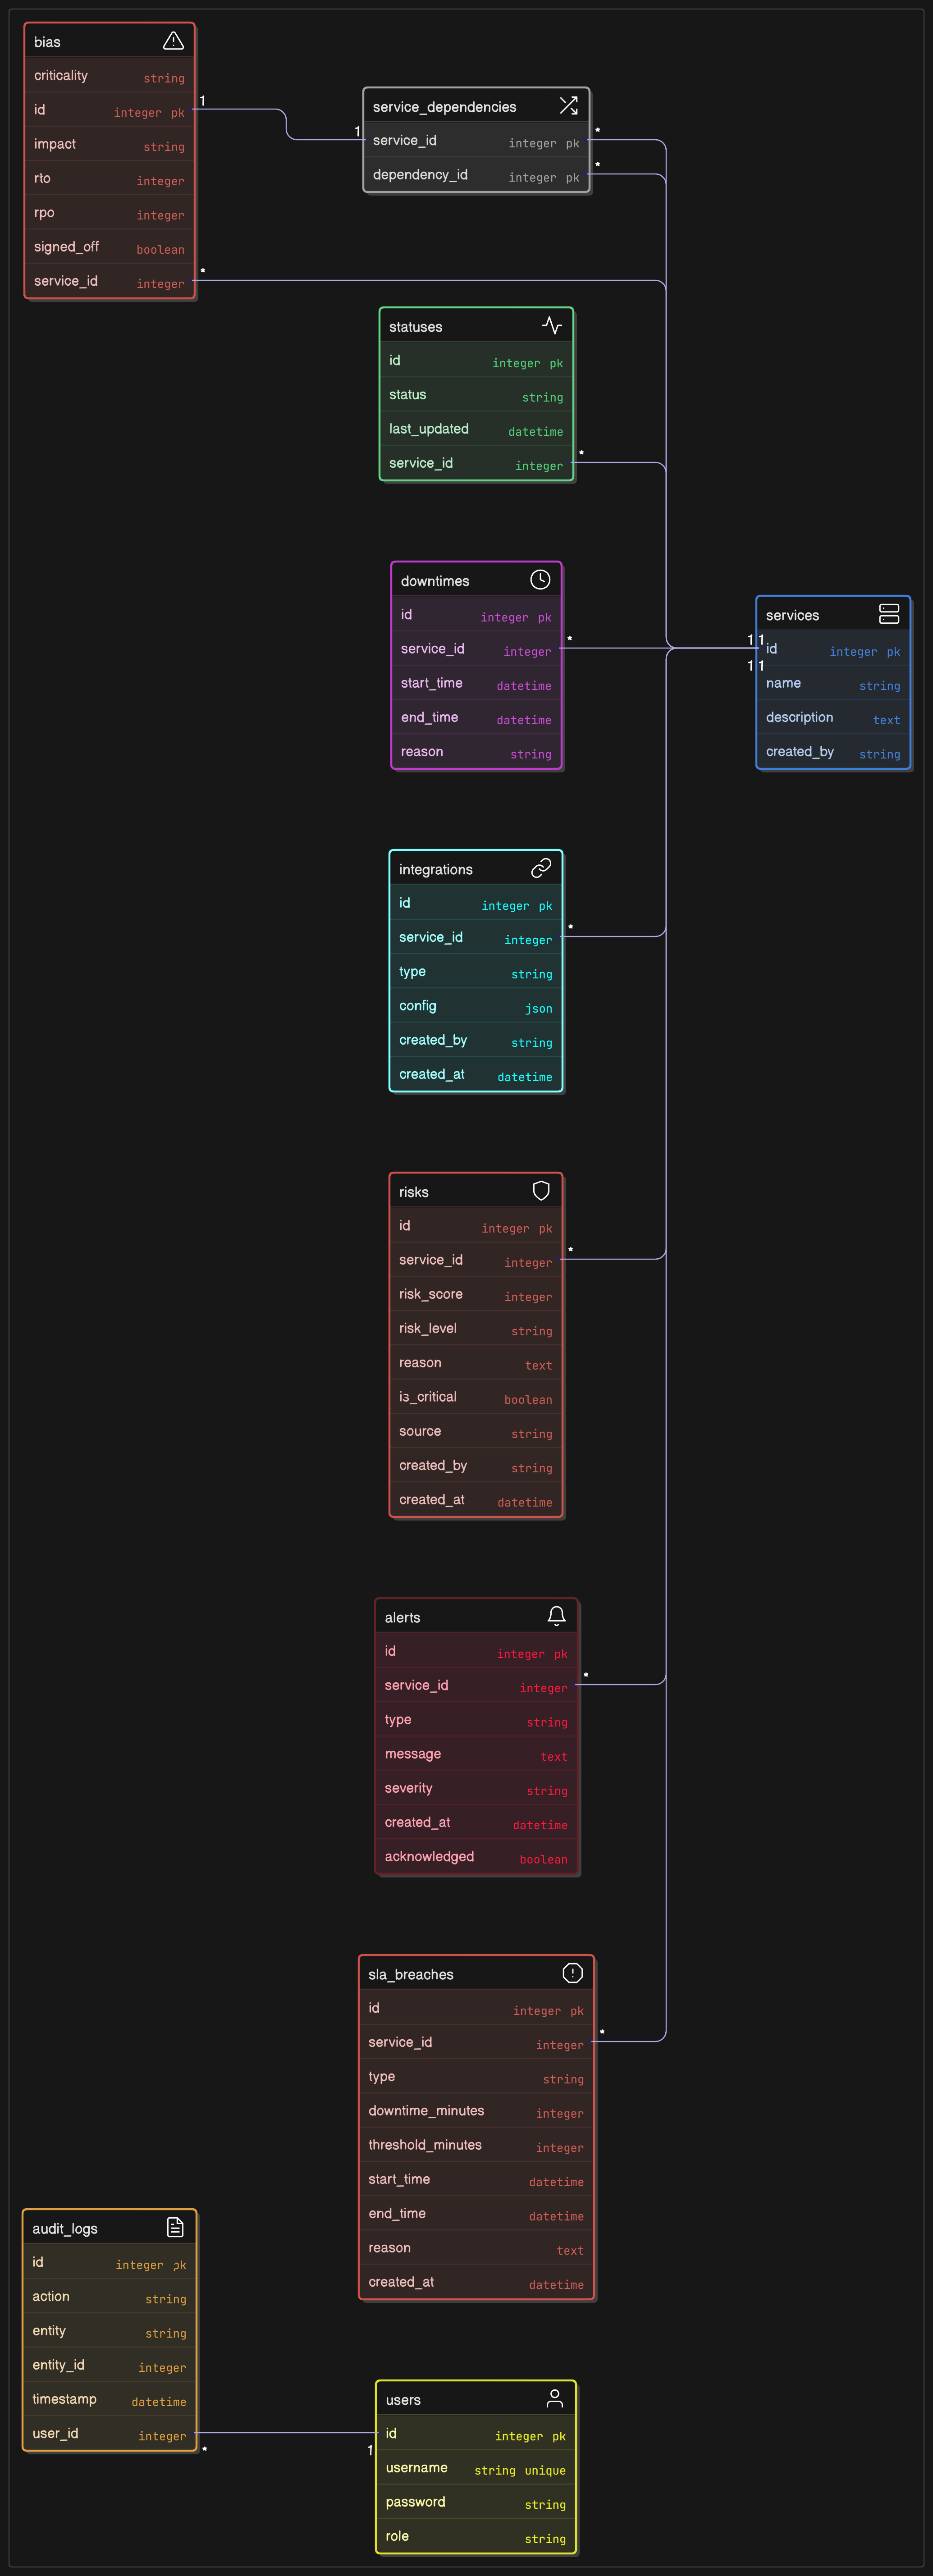 bias
criticality string
id integer pk
impact string
rto integer
rpo integer
signed_off boolean
service_id integer
1
1
*
service_dependencies
service_id integer pk
dependency_id integer pk
*
*
statuses
id integer pk
status string
last_updated datetime
service_id integer
*
downtimes
id integer pk
service_id integer
start_time datetime
end_time datetime
reason string
*
services
id integer pk
name string
description text
created_by string
1 1
1 1
integrations
id integer pk
service_id integer
type string
config json
created_by string
created_at datetime
*
risks
id integer pk
service_id integer
risk_score integer
risk_level string
reason text
is_critical boolean
source string
created_by string
created_at datetime
*
alerts
id integer pk
service_id integer
type string
message text
severity string
created_at datetime
acknowledged boolean
*
sla_breaches
id integer pk
service_id integer
type string
downtime_minutes integer
threshold_minutes integer
start_time datetime
end_time datetime
reason text
created_at datetime
*
audit_logs
id integer pk
action string
entity string
entity_id integer
timestamp datetime
user_id integer
*
1
users
id integer pk
username string unique
password string
role string